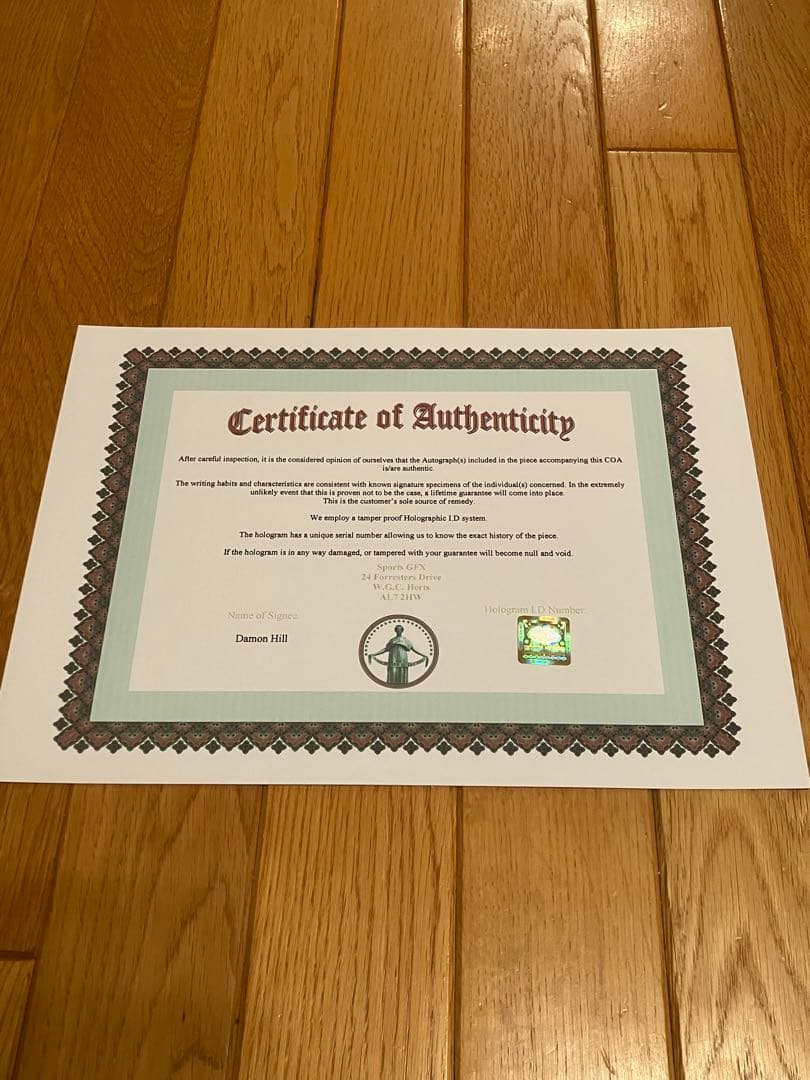 Certificate of Authenticity
After careful inspection, it is the considered opinion of ourselves that the Autograph(s) included in the piece accompanying this COA
is/are authentic.
The writing habits and characteristics are consistent with known signature specimens of the individual(s) concerned. In the extremely
unlikely event that this is proven not to be the case, a lifetime guarantee will come into place.
This is the customer's sole source of remedy.
We employ a tamper proof Holographic I.D system.
The hologram has a unique serial number allowing us to know the exact history of the piece.
If the hologram is in any way damaged, or tampered with your guarantee will become null and void.
Sports GFX
24 Forresters Drive
W.G.C. Herts
AL7 2HW
Name of Signee:
Hologram I.D Number:
Damon Hill